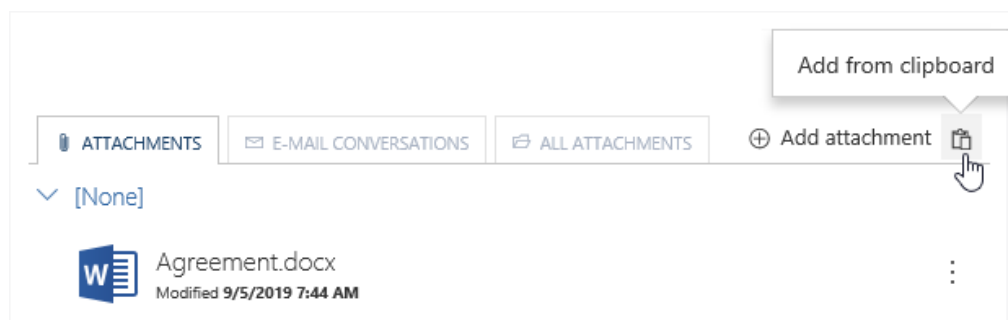 Add from clipboard
ATTACHMENTS E-MAIL CONVERSATIONS ALL ATTACHMENTS Add attachment
[None]
W Agreement.docx
Modified 9/5/2019 7:44 AM